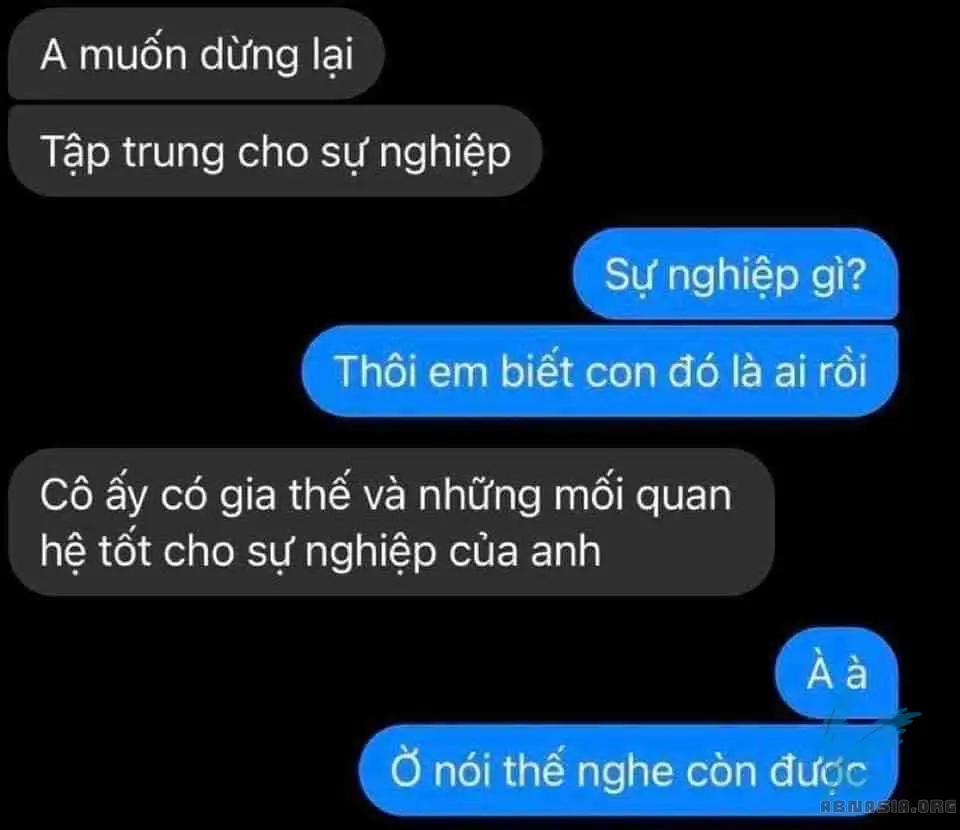 A muốn dừng lại
Tập trung cho sự nghiệp
Sự nghiệp gì?
Thôi em biết con đó là ai rồi
Cô ấy có gia thế và những mối quan
hệ tốt cho sự nghiệp của anh
À à
Ờ nói thế nghe còn được
ABNASIA.ORG